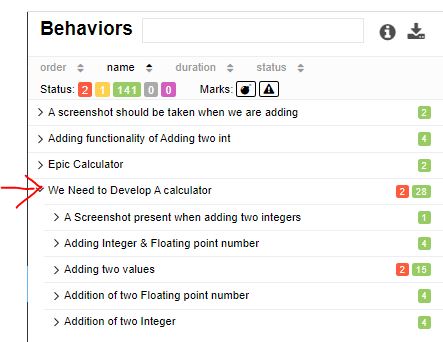 Behaviors
order name duration status
Status: 2 1 141 0 0 Marks:
A screenshot should be taken when we are adding 2
Adding functionality of Adding two int 4
Epic Calculator 2
We Need to Develop A calculator 2 28
A Screenshot present when adding two integers 1
Adding Integer & Floating point number 4
Adding two values 2 15
Addition of two Floating point number 4
Addition of two Integer 4